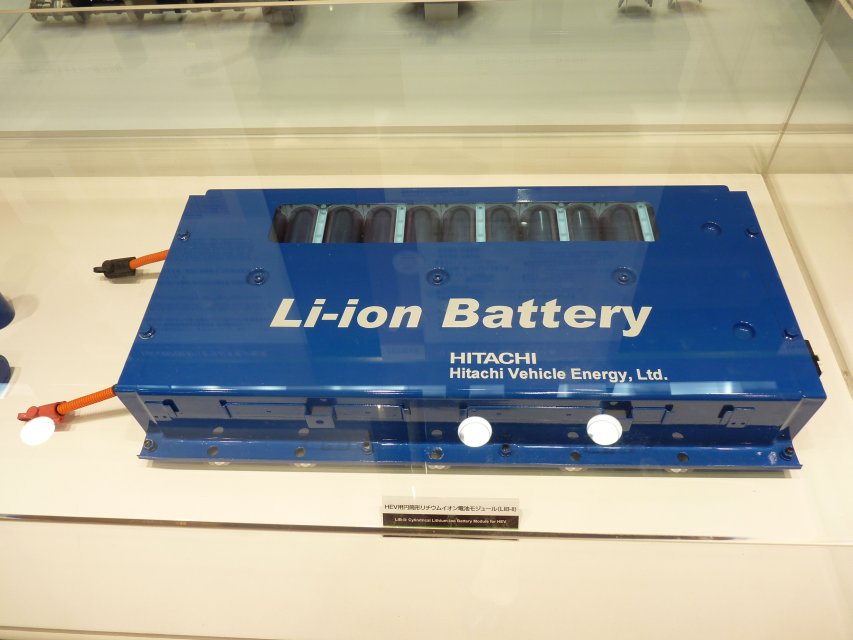 Li-ion Battery
HITACHI
Hitachi Vehicle Energy, Ltd.
HEV用円筒形リチウムイオン電池モジュール(LIB-II)
LIB-II: Cylindrical Lithium-ion Battery Module for HEV